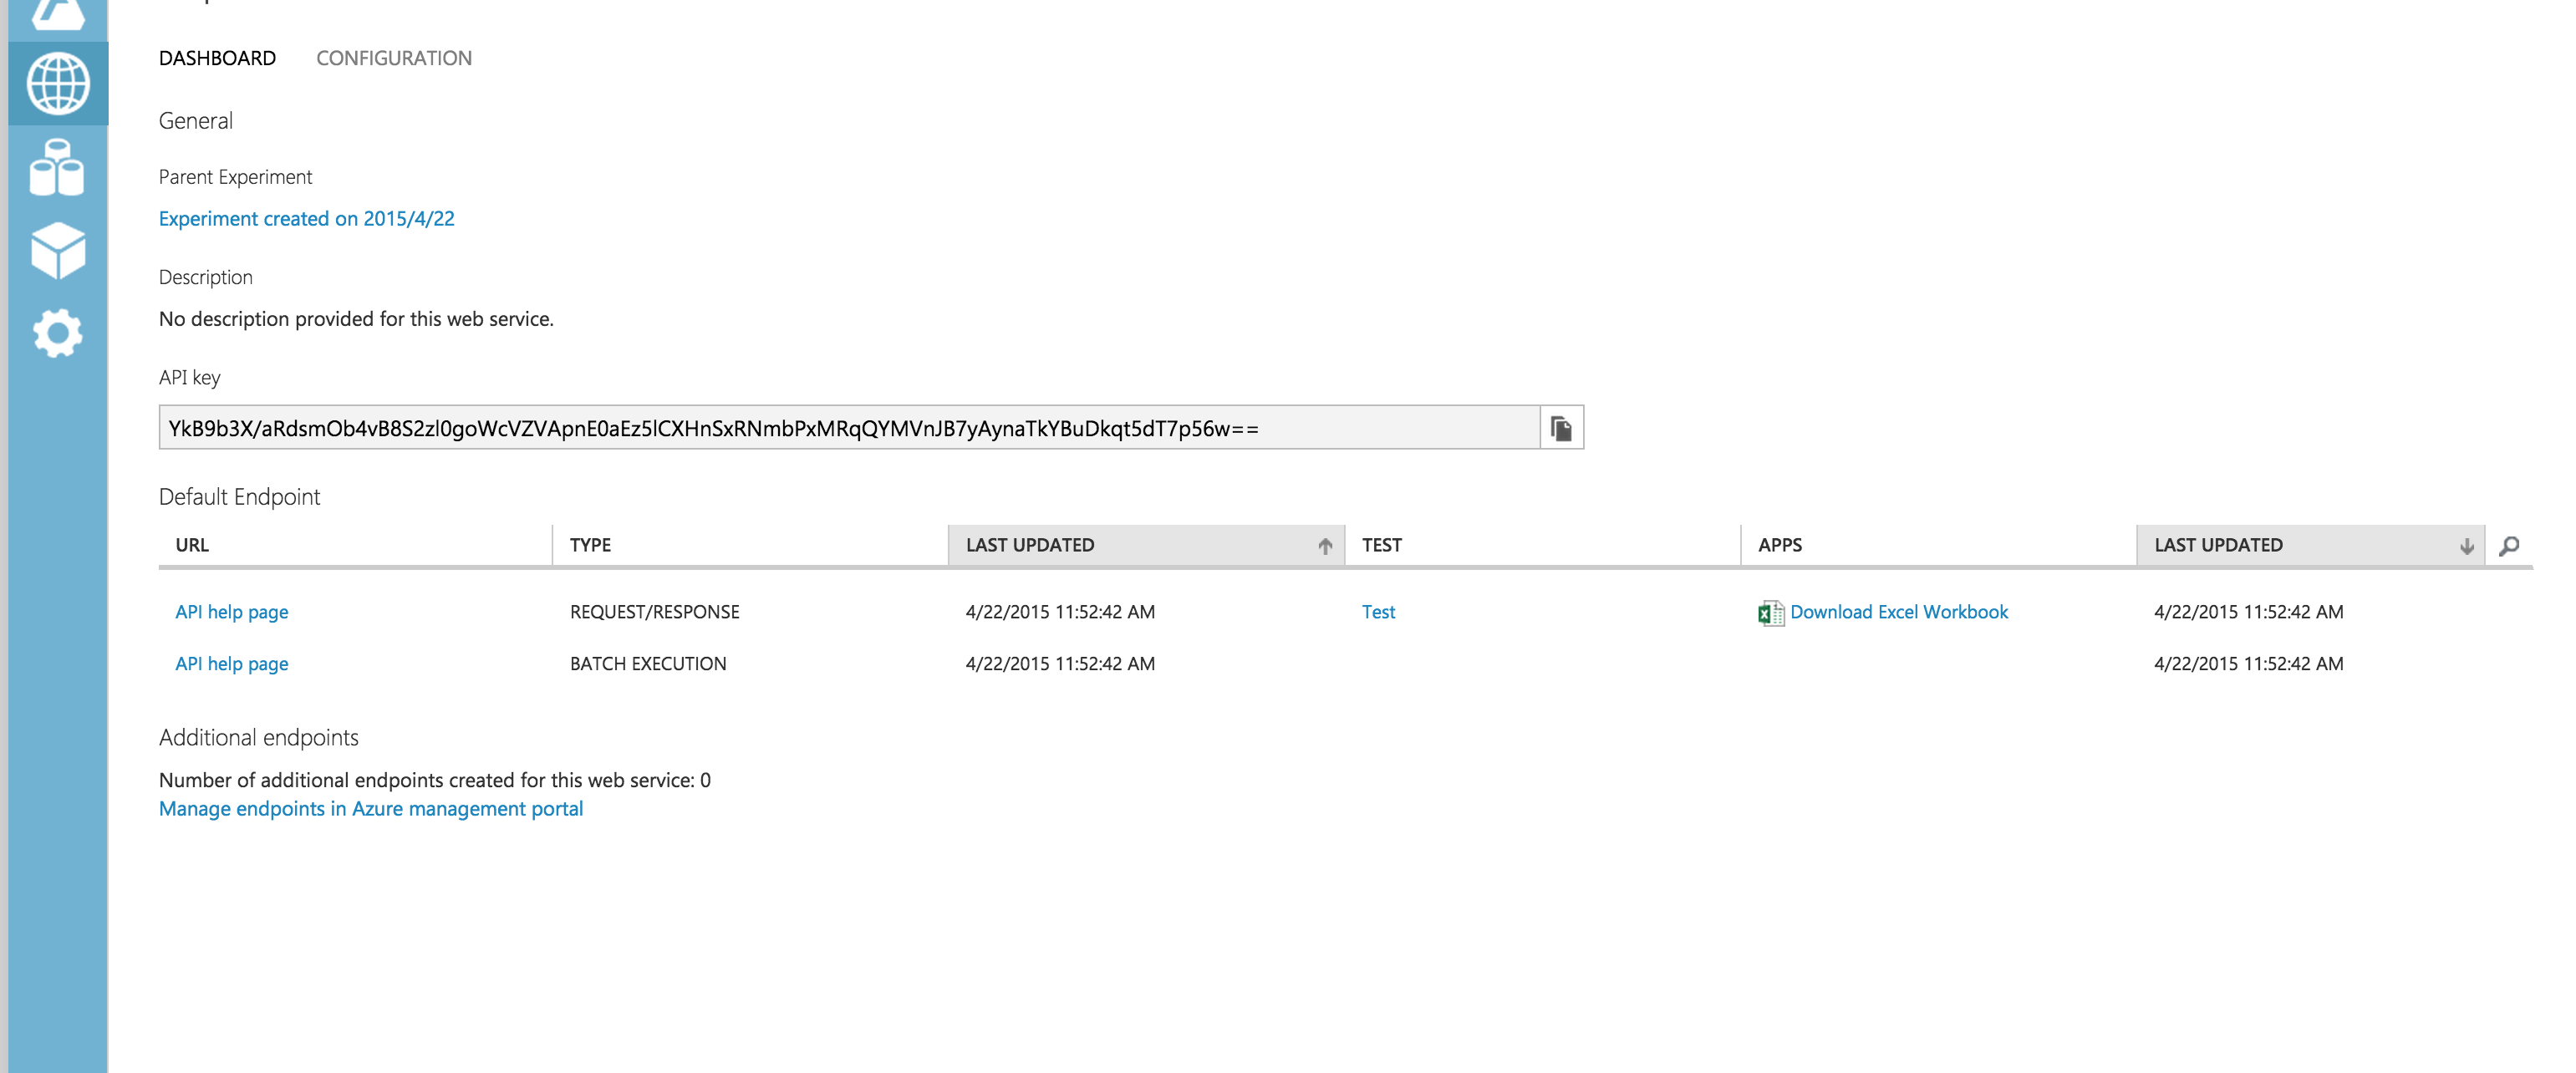 DASHBOARD CONFIGURATION
General
Parent Experiment
Experiment created on 2015/4/22
Description
No description provided for this web service.
API key
YkB9b3X/aRdsmOb4vB8S2zl0goWcVZVApnE0aEz5lCXHnSxRNmbPxMRqQYMVnJB7yAynaTkYBuDkqt5dT7p56w==
Default Endpoint
URL TYPE LAST UPDATED TEST APPS LAST UPDATED
API help page REQUEST/RESPONSE 4/22/2015 11:52:42 AM Test Download Excel Workbook 4/22/2015 11:52:42 AM
API help page BATCH EXECUTION 4/22/2015 11:52:42 AM 4/22/2015 11:52:42 AM
Additional endpoints
Number of additional endpoints created for this web service: 0
Manage endpoints in Azure management portal